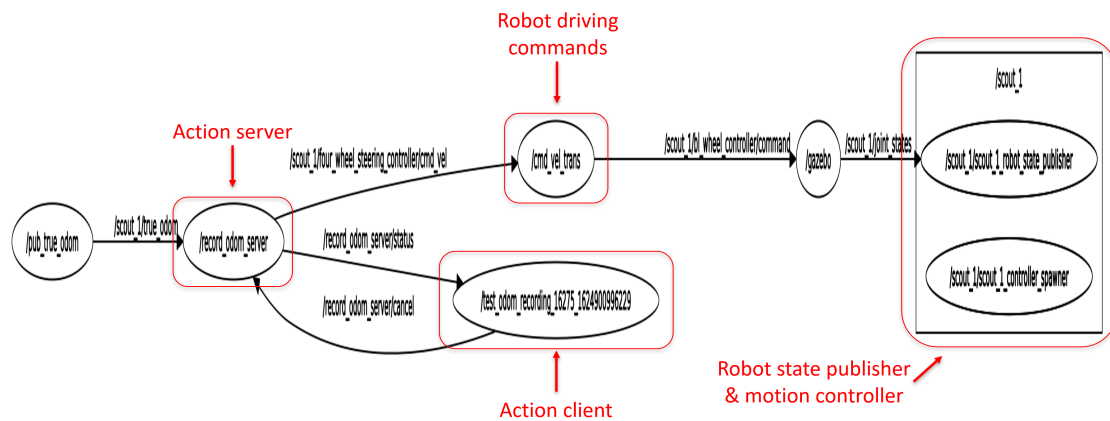 Robot driving
commands
Action server
/scout_1
/scout_1/four_wheel_steering_controller/cmd_vel
/cmd_vel_trans
/scout_1/bl_wheel_controller/command
/gazebo
/scout_1/joint_states
/scout_1/scout_1_robot_state_publisher
/pub_true_odom
/scout_1/true_odom
/record_odom_server
/record_odom_server/status
/record_odom_server/cancel
/test_odom_recording_16275_1624900996229
/scout_1/scout_1_controller_spawner
Robot state publisher
& motion controller
Action client